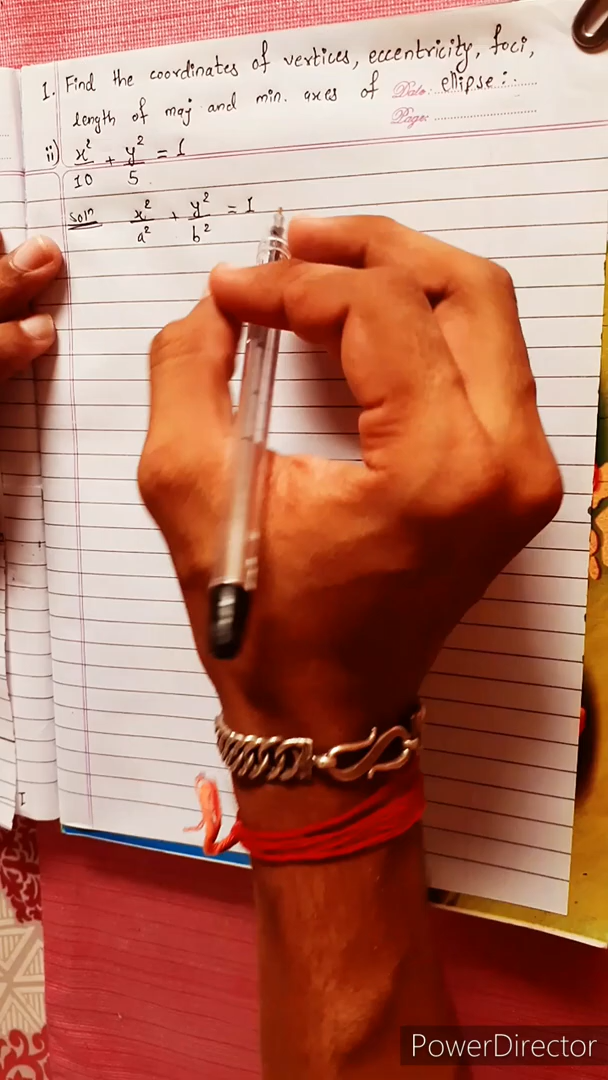 1. Find the coordinates of vertices, eccentricity, foci,
length of maj and min. axes of ellipse:-
Date:
Page:
ii) x²/10 + y²/5 = 1
Soln x²/a² + y²/b² = 1
I
PowerDirector